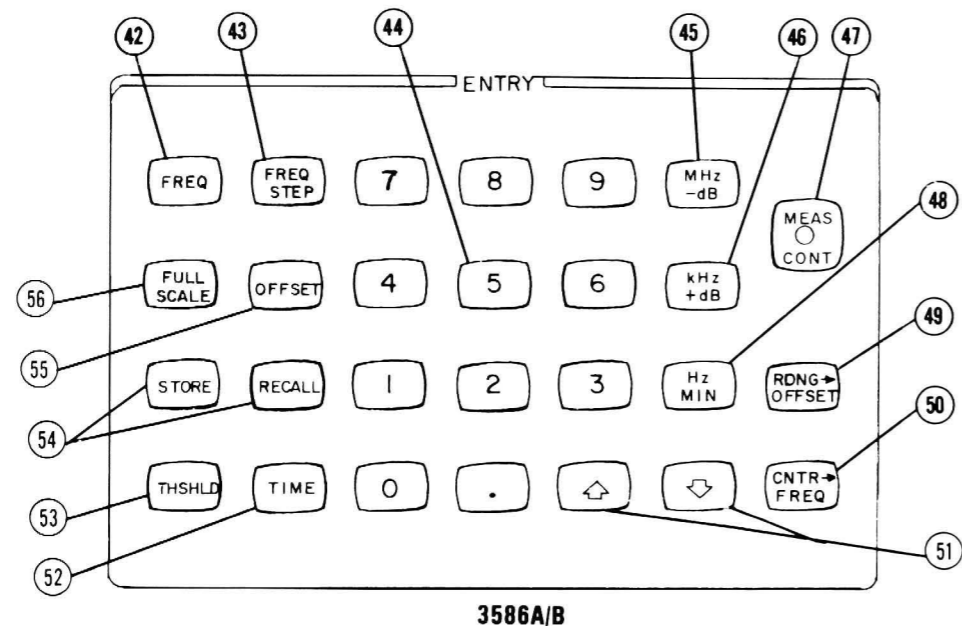 42 43 44 45 46 47
ENTRY
FREQ FREQ STEP 7 8 9 MHz -dB
MEAS CONT
48
56 FULL SCALE OFFSET 4 5 6 kHz +dB
55
49
STORE RECALL 1 2 3 Hz MIN RDNG→ OFFSET
54
50
THSHLD TIME 0 . ⇧ ⇩ CNTR→ FREQ
53
52
51
3586A/B